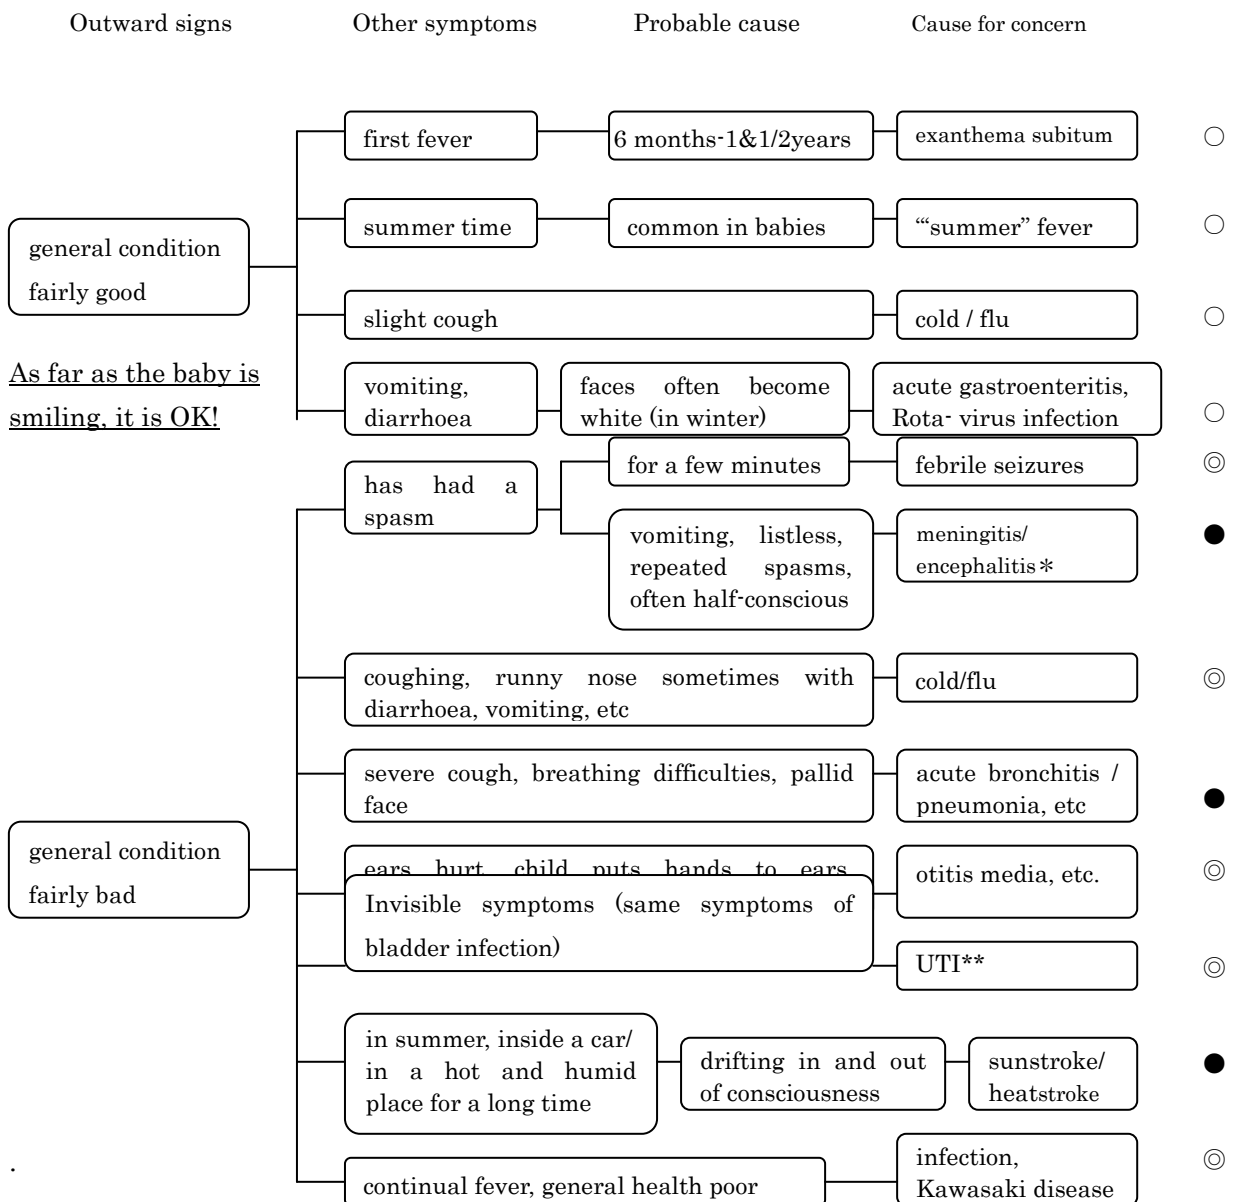 Outward signs Other symptoms Probable cause Cause for concern
first fever 6 months-1&1/2years exanthema subitum ○
summer time common in babies “‘summer” fever ○
general condition
fairly good
slight cough cold / flu ○
As far as the baby is
smiling, it is OK!
vomiting,
diarrhoea
faces often become
white (in winter)
acute gastroenteritis,
Rota- virus infection ○
has had a
spasm
for a few minutes febrile seizures ◎
vomiting, listless,
repeated spasms,
often half-conscious
meningitis/
encephalitis＊ ●
coughing, runny nose sometimes with
diarrhoea, vomiting, etc
cold/flu ◎
severe cough, breathing difficulties, pallid
face
acute bronchitis /
pneumonia, etc ●
general condition
fairly bad
ears hurt, child puts hands to ears
otitis media, etc. ◎
Invisible symptoms (same symptoms of
bladder infection)
UTI** ◎
in summer, inside a car/
in a hot and humid
place for a long time
drifting in and out
of consciousness
sunstroke/
heatstroke ●
.
continual fever, general health poor
infection,
Kawasaki disease ◎